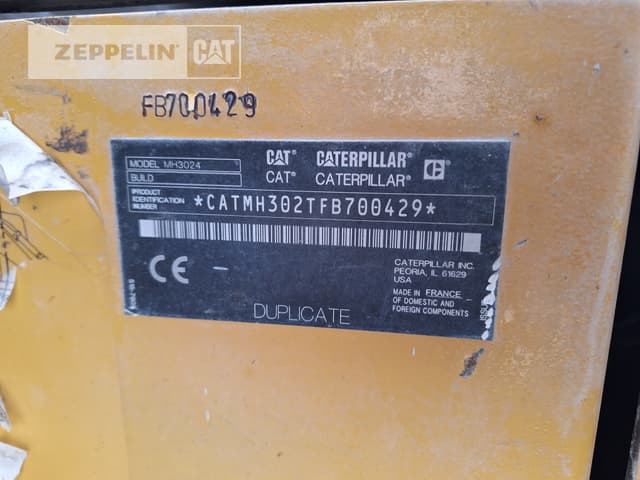 ZEPPELIN CAT
FB700429
MODEL MH3024
BUILD
CAT CATERPILLAR C
CAT® CATERPILLAR®
PRODUCT
IDENTIFICATION
NUMBER
*CATMH302TFB700429*
CE
CATERPILLAR INC.
PEORIA, IL 61629
USA
MADE IN FRANCE
OF DOMESTIC AND
FOREIGN COMPONENTS
DUPLICATE